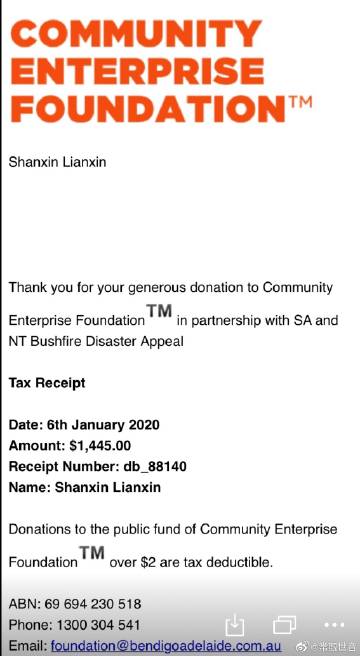 COMMUNITY
ENTERPRISE
FOUNDATION™
Shanxin Lianxin
Thank you for your generous donation to Community
Enterprise Foundation™ in partnership with SA and
NT Bushfire Disaster Appeal
Tax Receipt
Date: 6th January 2020
Amount: $1,445.00
Receipt Number: db_88140
Name: Shanxin Lianxin
Donations to the public fund of Community Enterprise
Foundation™ over $2 are tax deductible.
ABN: 69 694 230 518
Phone: 1300 304 541
Email: foundation@bendigoadelaide.com.au